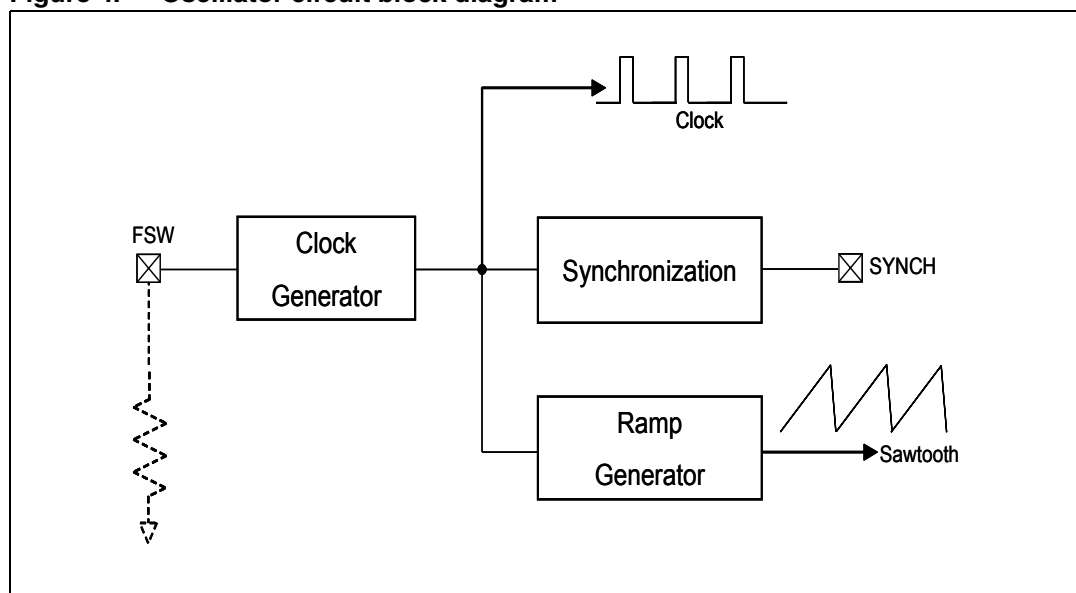 Clock
FSW
Clock
Generator
Synchronization
SYNCH
Ramp
Generator
Sawtooth